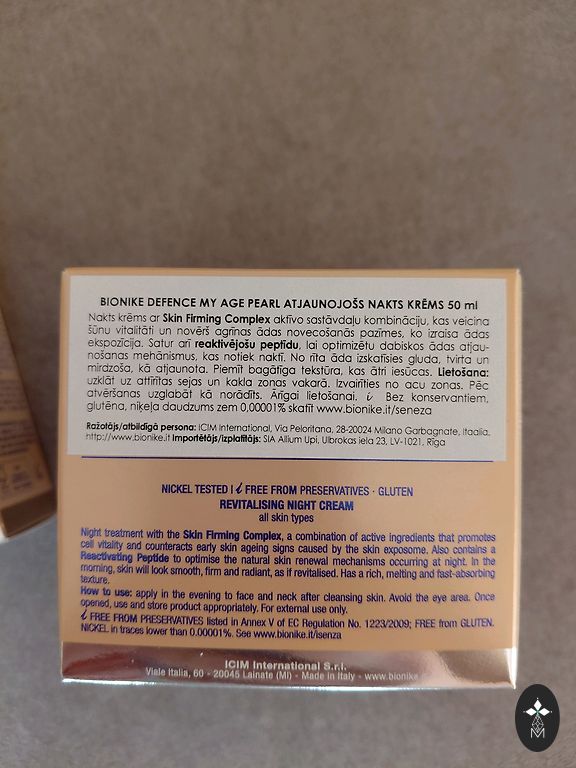 BIONIKE DEFENCE MY AGE PEARL ATJAUNOJOŠS NAKTS KRĒMS 50 ml
Nakts krēms ar Skin Firming Complex aktīvo sastāvdaļu kombināciju, kas veicina
šūnu vitalitāti un novērš agrīnas ādas novecošanās pazīmes, ko izraisa ādas
ekspozīcija. Satur arī reaktivējošu peptīdu, lai optimizētu dabiskos ādas atjau-
nošanas mehānismus, kas notiek naktī. No rīta āda izskatīsies gluda, tvirta un
mirdzoša, kā atjaunota. Piemīt bagātīga tekstūra, kas ātri iesūcas. Lietošana:
uzklāt uz attīrītas sejas un kakla zonas vakarā. Izvairīties no acu zonas. Pēc
atvēršanas uzglabāt kā norādīts. Ārīgai lietošanai. i Bez konservantiem,
glutēna, niķeļa daudzums zem 0,00001% skatīt www.bionike.it/seneza
Ražotājs/atbildīgā persona: ICIM International, Via Peloritana, 28-20024 Milano Garbagnate, Itaalia,
http://www.bionike.it Importētājs/izplatītājs: SIA Allium Upi, Ulbrokas iela 23, LV-1021, Rīga
NICKEL TESTED | i FREE FROM PRESERVATIVES · GLUTEN
REVITALISING NIGHT CREAM
all skin types
Night treatment with the Skin Firming Complex, a combination of active ingredients that promotes
cell vitality and counteracts early skin ageing signs caused by the skin exposome. Also contains a
Reactivating Peptide to optimise the natural skin renewal mechanisms occurring at night. In the
morning, skin will look smooth, firm and radiant, as if revitalised. Has a rich, melting and fast-absorbing
texture.
How to use: apply in the evening to face and neck after cleansing skin. Avoid the eye area. Once
opened, use and store product appropriately. For external use only.
i FREE FROM PRESERVATIVES listed in Annex V of EC Regulation No. 1223/2009; FREE from GLUTEN.
NICKEL in traces lower than 0.00001%. See www.bionike.it/isenza
ICIM International S.r.l.
Viale Italia, 60 - 20045 Lainate (MI) - Made in Italy - www.bionike
M